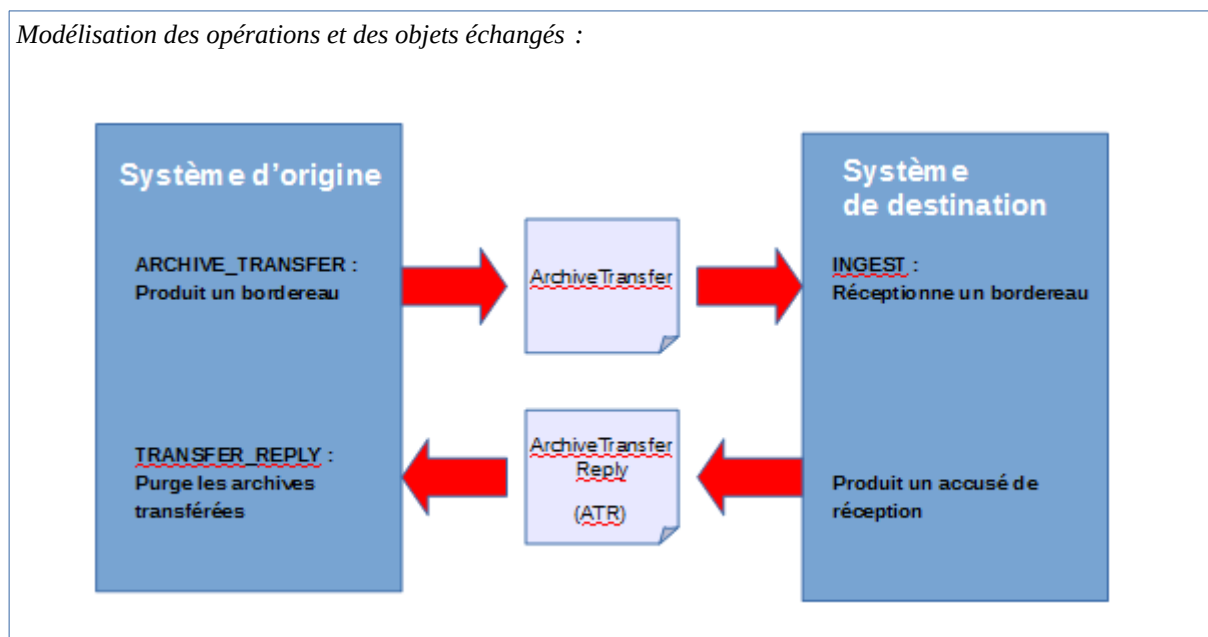 Modélisation des opérations et des objets échangés :
Système d'origine
ARCHIVE_TRANSFER :
Produit un bordereau
TRANSFER_REPLY :
Purge les archives
transférées
ArchiveTransfer
ArchiveTransfer
Reply
(ATR)
Système
de destination
INGEST :
Réceptionne un bordereau
Produit un accusé de
réception